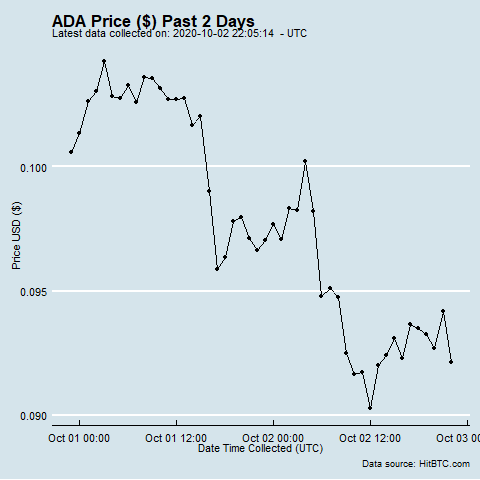 ADA Price ($) Past 2 Days
Latest data collected on: 2020-10-02 22:05:14  - UTC
Price USD ($)
0.100
0.095
0.090
Oct 01 00:00 Oct 01 12:00 Oct 02 00:00 Oct 02 12:00 Oct 03 0
Date Time Collected (UTC)
Data source: HitBTC.com